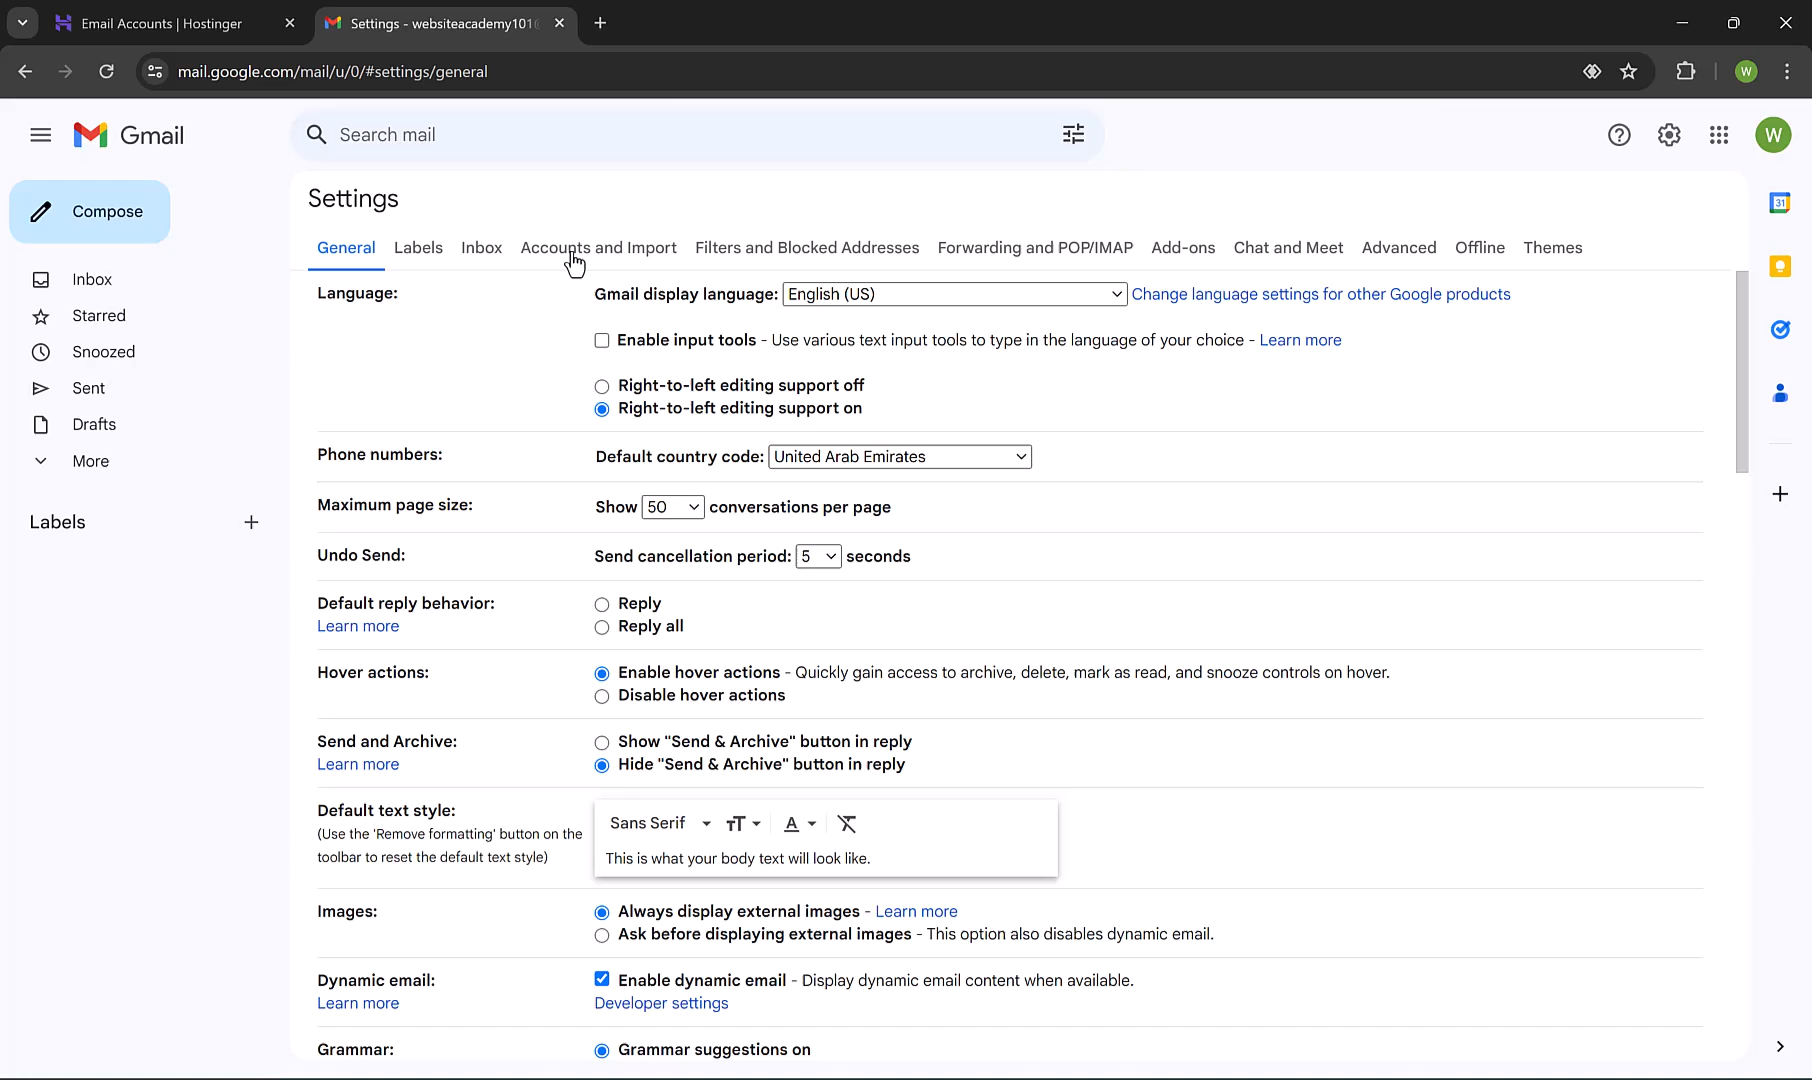 Email Accounts | Hostinger
Settings - websiteacademy101
mail.google.com/mail/u/0/#settings/general
W
Gmail
Search mail
W
Compose
Inbox
Starred
Snoozed
Sent
Drafts
More
Labels
31
Settings
General Labels Inbox Accounts and Import Filters and Blocked Addresses Forwarding and POP/IMAP Add-ons Chat and Meet Advanced Offline Themes
Language:
Gmail display language: English (US) Change language settings for other Google products
Enable input tools - Use various text input tools to type in the language of your choice - Learn more
Right-to-left editing support off
Right-to-left editing support on
Phone numbers:
Default country code: United Arab Emirates
Maximum page size:
Show 50 conversations per page
Undo Send:
Send cancellation period: 5 seconds
Default reply behavior:
Learn more
Reply
Reply all
Hover actions:
Enable hover actions - Quickly gain access to archive, delete, mark as read, and snooze controls on hover.
Disable hover actions
Send and Archive:
Learn more
Show "Send & Archive" button in reply
Hide "Send & Archive" button in reply
Default text style:
(Use the 'Remove formatting' button on the
toolbar to reset the default text style)
Sans Serif
This is what your body text will look like.
Images:
Always display external images - Learn more
Ask before displaying external images - This option also disables dynamic email.
Dynamic email:
Learn more
Enable dynamic email - Display dynamic email content when available.
Developer settings
Grammar:
Grammar suggestions on